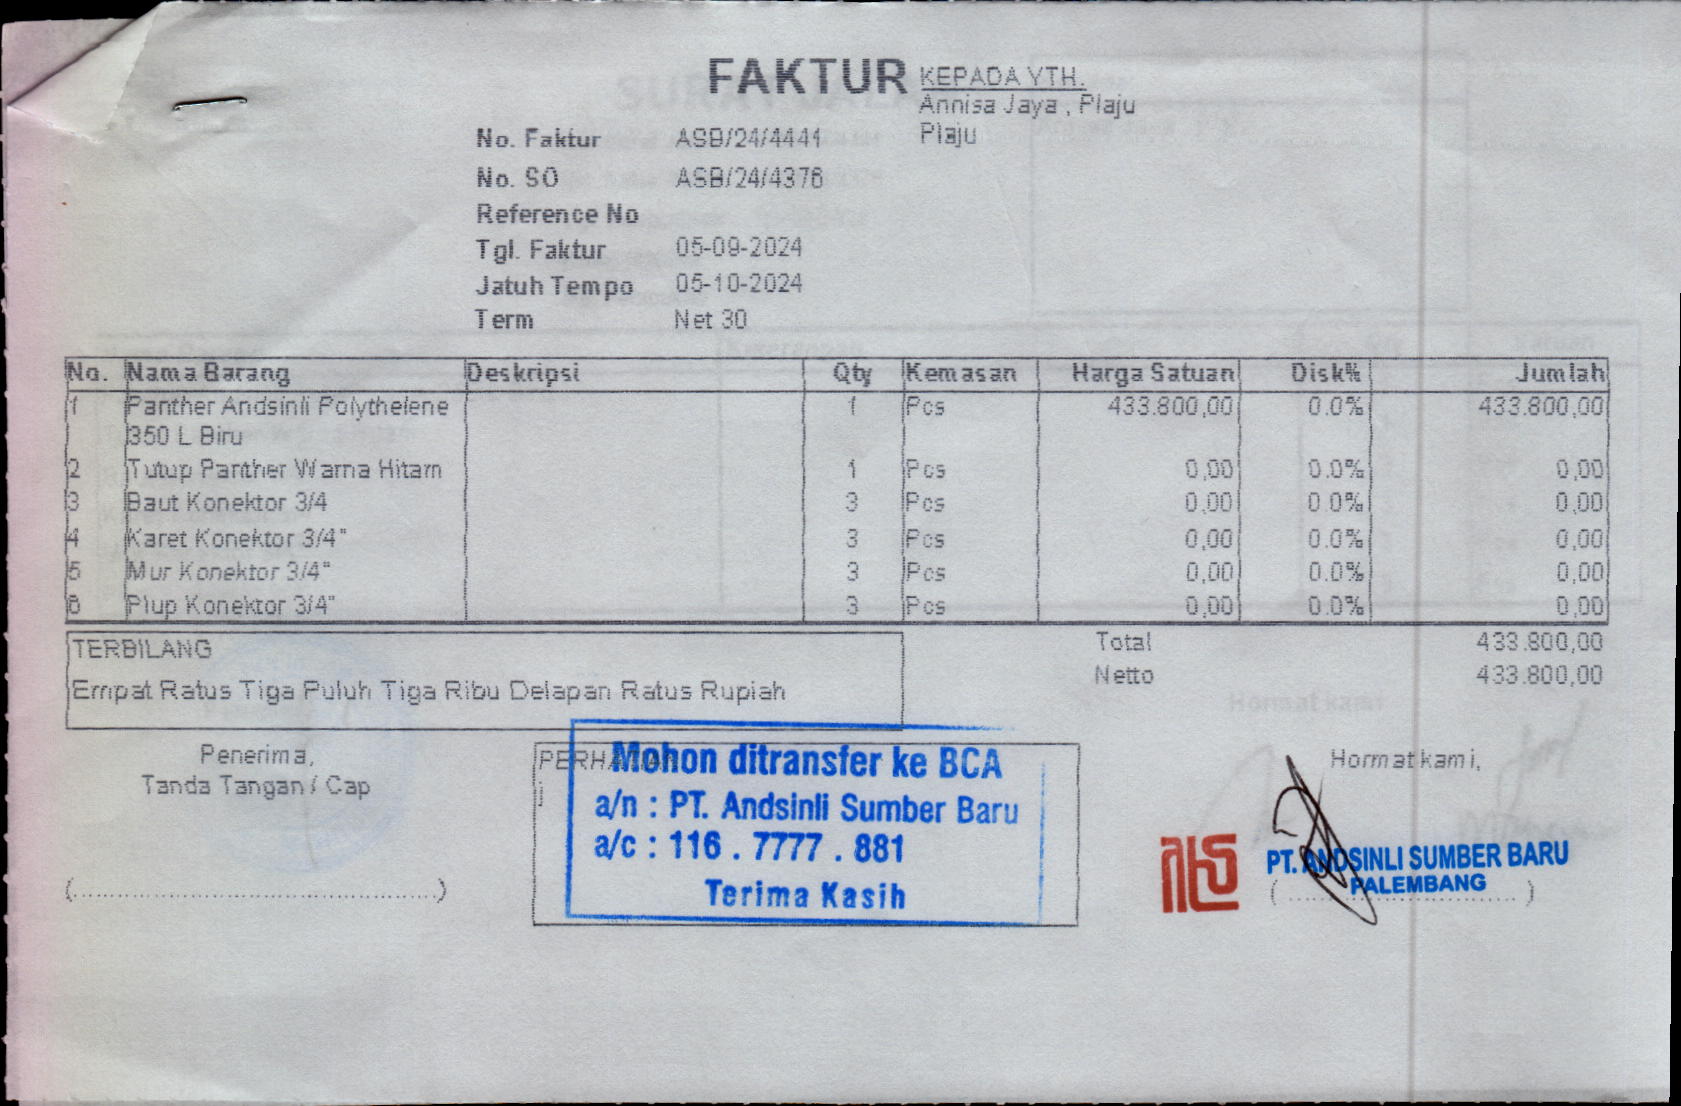 FAKTUR
KEPADA YTH.
Annisa Jaya , Plaju
Plaju
No. Faktur ASB/24/4441
No. SO ASB/24/4376
Reference No
Tgl. Faktur 05-09-2024
Jatuh Tempo 05-10-2024
Term Net 30
No. Nama Barang Deskripsi Qty Kemasan Harga Satuan Disk% Jumlah
1 Panther Andsinli Polythelene 1 Pcs 433.800,00 0.0% 433.800,00
350 L Biru
2 Tutup Panther Warna Hitam 1 Pcs 0,00 0.0% 0,00
3 Baut Konektor 3/4 3 Pcs 0,00 0.0% 0,00
4 Karet Konektor 3/4" 3 Pcs 0,00 0.0% 0,00
5 Mur Konektor 3/4" 3 Pcs 0,00 0.0% 0,00
6 Plup Konektor 3/4" 3 Pcs 0,00 0.0% 0,00
TERBILANG
Empat Ratus Tiga Puluh Tiga Ribu Delapan Ratus Rupiah
Total 433.800,00
Netto 433.800,00
Penerima,
Tanda Tangan / Cap
(............................................)
Mohon ditransfer ke BCA
a/n : PT. Andsinli Sumber Baru
a/c : 116 . 7777 . 881
Terima Kasih
Hormat kami,
PT. ANDSINLI SUMBER BARU
PALEMBANG
(............................)